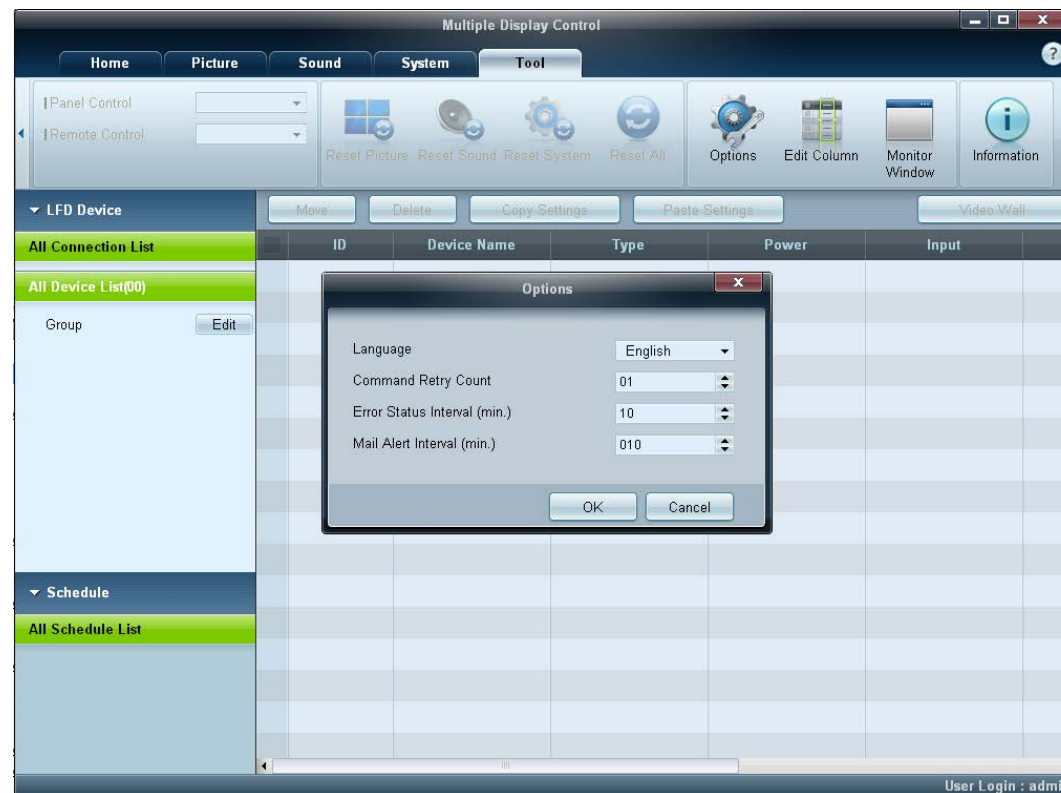 Multiple Display Control
Home Picture Sound System Tool
?
Panel Control
Remote Control
Reset Picture Reset Sound Reset System Reset All
Options Edit Column Monitor Window Information
LFD Device
Move Delete Copy Settings Paste Settings Video Wall
All Connection List
ID Device Name Type Power Input
All Device List(00)
Group Edit
Options
Language English
Command Retry Count 01
Error Status Interval (min.) 10
Mail Alert Interval (min.) 010
OK Cancel
Schedule
All Schedule List
User Login : admi